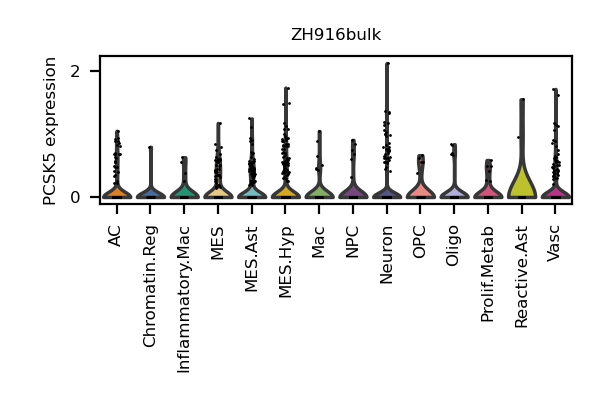 ZH916bulk
PCSK5 expression
2
0
AC
Chromatin.Reg
Inflammatory.Mac
MES
MES.Ast
MES.Hyp
Mac
NPC
Neuron
OPC
Oligo
Prolif.Metab
Reactive.Ast
Vasc